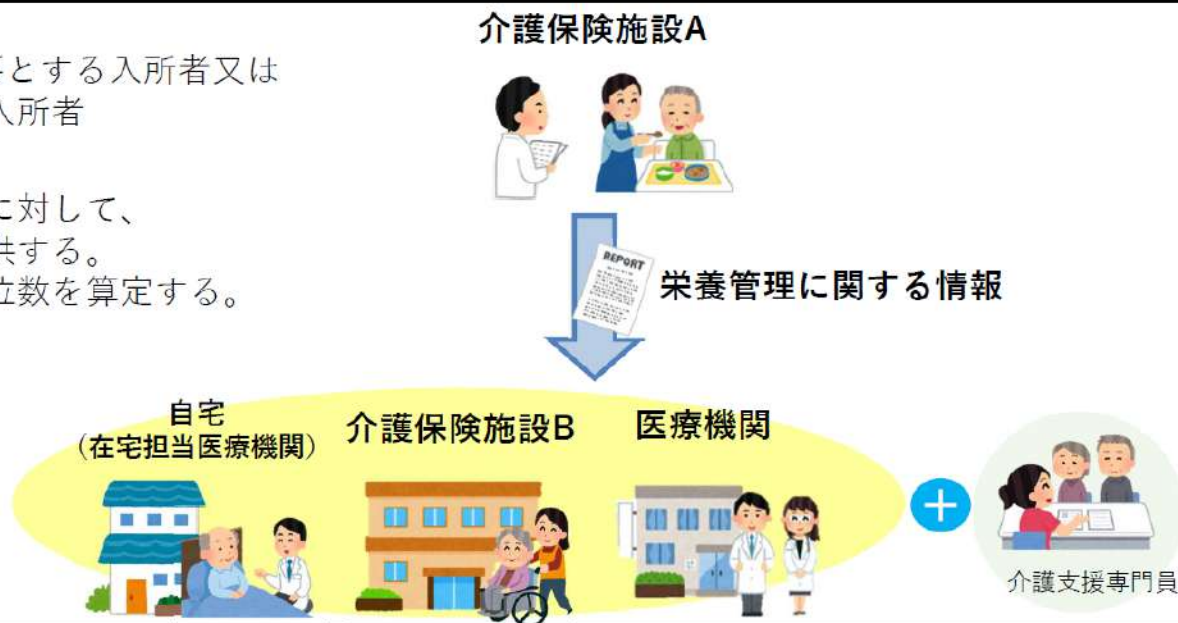 介護保険施設A
とする入所者又は
入所者
に対して、
供する。
位数を算定する。
REPORT
栄養管理に関する情報
自宅
（在宅担当医療機関）
介護保険施設B
医療機関
+
介護支援専門員